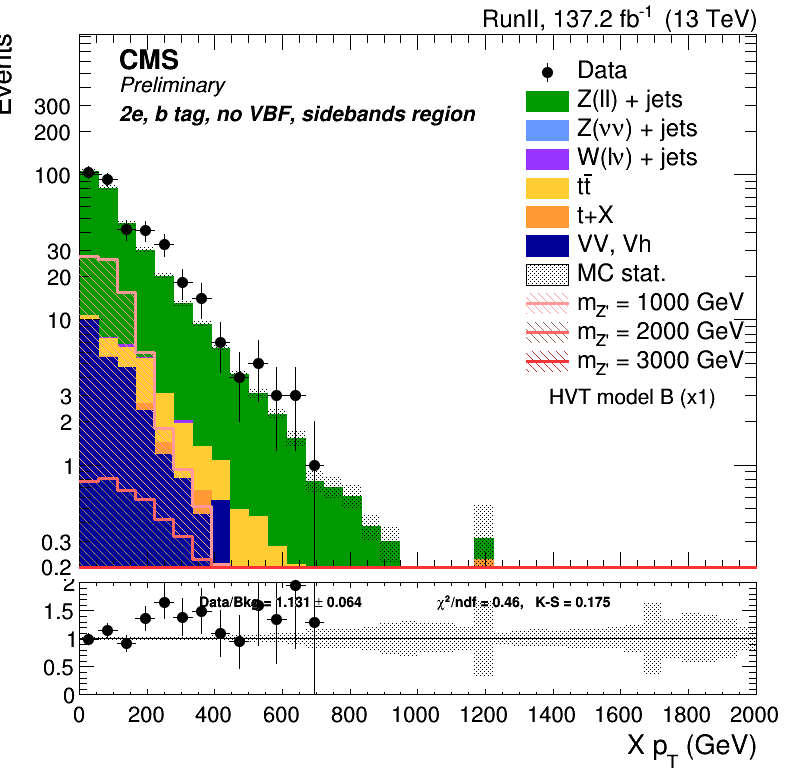 RunII, 137.2 fb-1 (13 TeV)
Events
CMS
Preliminary
2e, b tag, no VBF, sidebands region
Data
Z(ll) + jets
Z(νν) + jets
W(lν) + jets
tt̄
t+X
VV, Vh
MC stat.
mZ' = 1000 GeV
mZ' = 2000 GeV
mZ' = 3000 GeV
HVT model B (x1)
300
200
100
30
20
10
3
2
1
0.3
0.2
Data/Bkg = 1.131 ± 0.064 χ2/ndf = 0.46, K-S = 0.175
2
1.5
1
0.5
0
0 200 400 600 800 1000 1200 1400 1600 1800 2000
X pT (GeV)